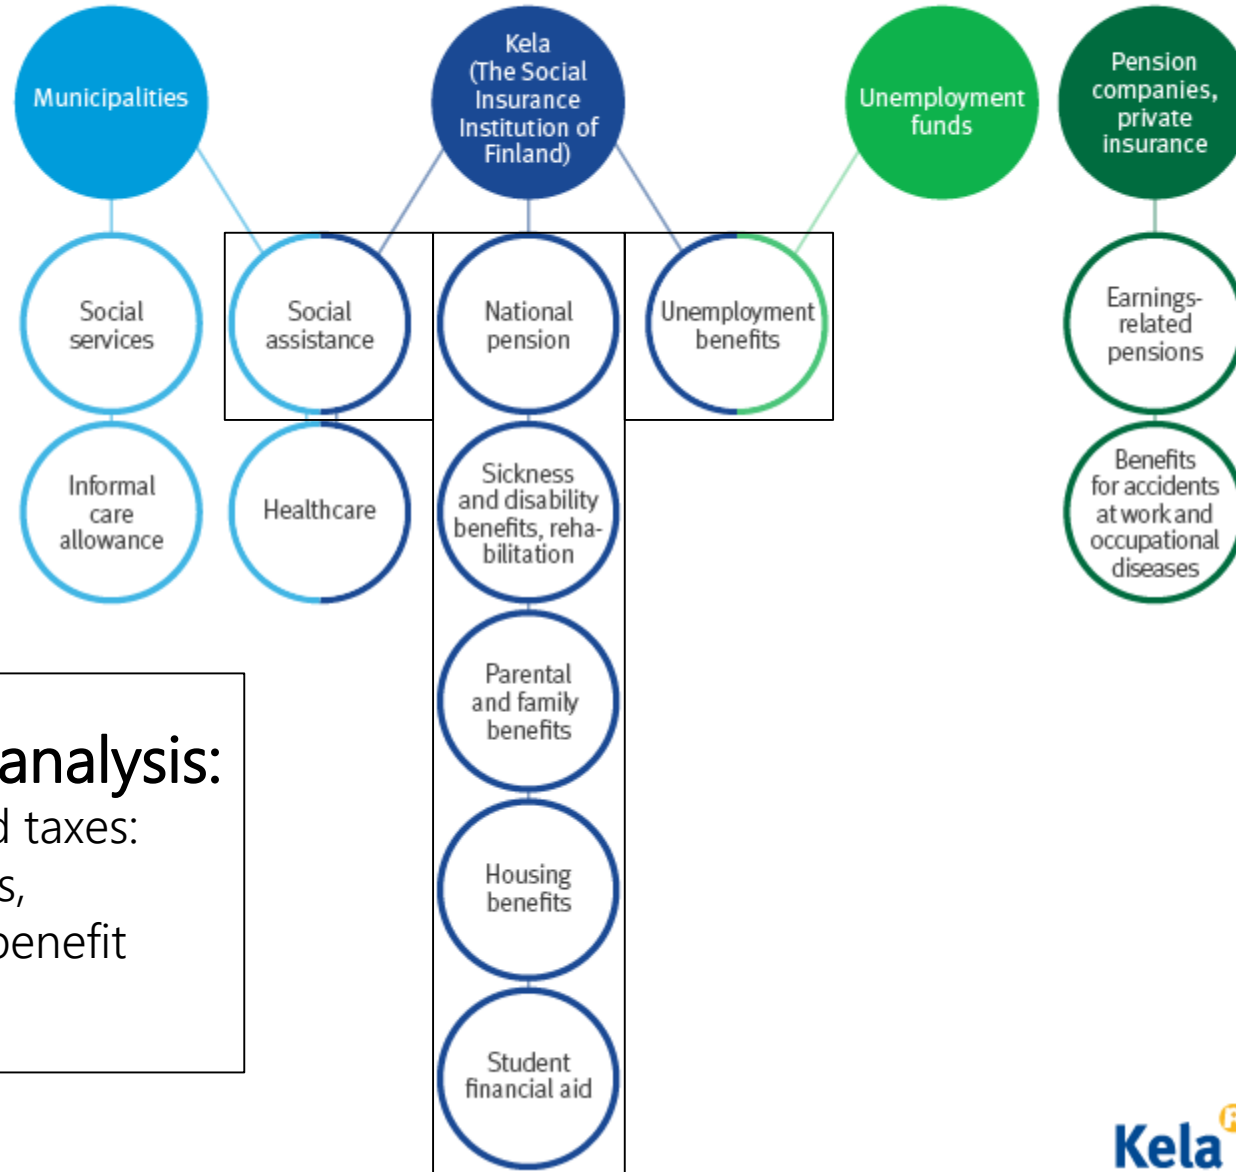 Municipalities
Kela
(The Social
Insurance
Institution of
Finland)
Unemployment
funds
Pension
companies,
private
insurance
Social
services
Social
assistance
National
pension
Unemployment
benefits
Earnings-
related
pensions
Informal
care
allowance
Healthcare
Sickness
and disability
benefits, reha-
bilitation
Benefits
for accidents
at work and
occupational
diseases
Parental
and family
benefits
Housing
benefits
Student
financial aid
analysis:
d taxes:
s,
benefit
Kela